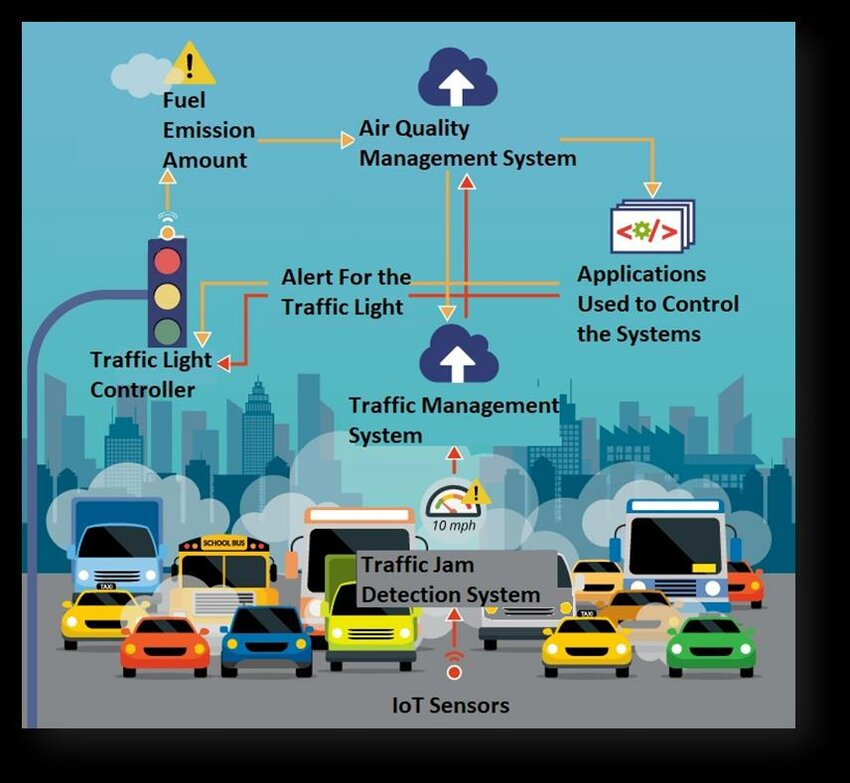 Fuel
Emission
Amount
Air Quality
Management System
</>
Alert For the
Traffic Light
Applications
Used to Control
the Systems
Traffic Light
Controller
Traffic Management
System
10 mph
SCHOOL BUS
Traffic Jam
Detection System
TAXI
TAXI
IoT Sensors